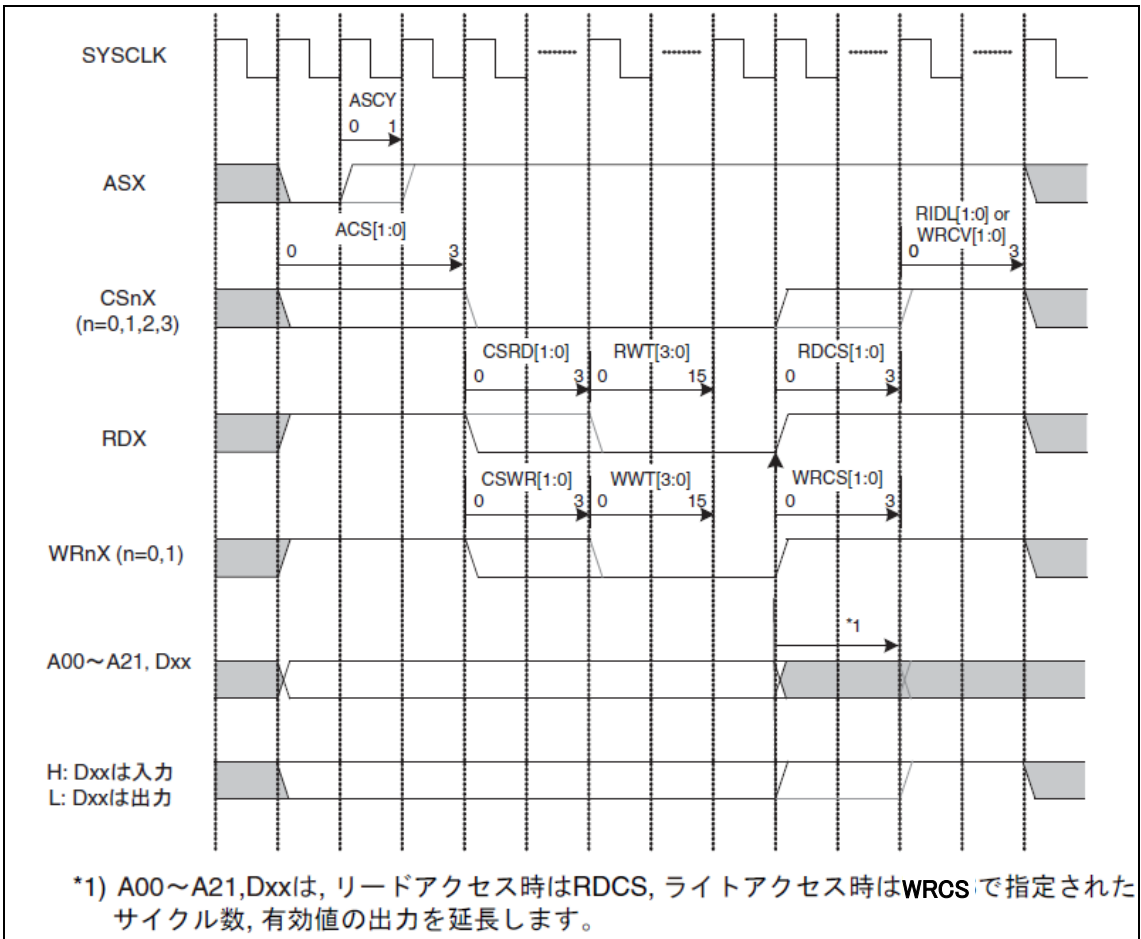 SYSCLK
ASCY
0 1
ASX
RIDL[1:0] or
WRCV[1:0]
ACS[1:0]
0 3
0 3
CSnX
(n=0,1,2,3)
CSRD[1:0] RWT[3:0] RDCS[1:0]
0 3 0 15 0 3
RDX
CSWR[1:0] WWT[3:0] WRCS[1:0]
0 3 0 15 0 3
WRnX (n=0,1)
*1
A00～A21, Dxx
H: Dxxは入力
L: Dxxは出力
*1) A00～A21,Dxxは, リードアクセス時はRDCS, ライトアクセス時はWRCSで指定された
サイクル数, 有効値の出力を延長します。